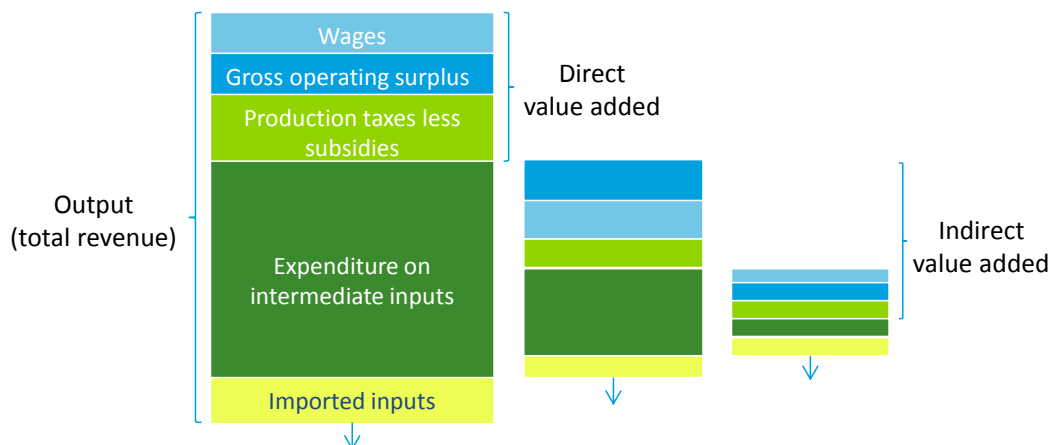 Wages
Gross operating surplus
Production taxes less
subsidies
Direct
value added
Output
(total revenue)
Expenditure on
intermediate inputs
Indirect
value added
Imported inputs